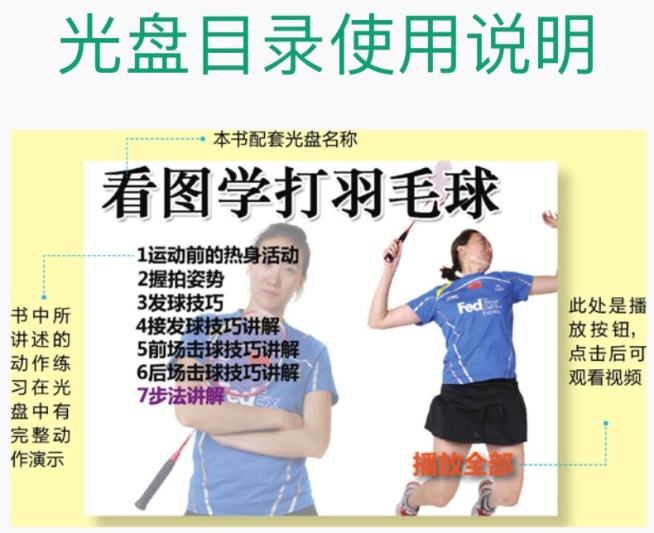 光盘目录使用说明
本书配套光盘名称
看图学打羽毛球
1运动前的热身活动
2握拍姿势
3发球技巧
4接发球技巧讲解
5前场击球技巧讲解
6后场击球技巧讲解
7步法讲解
书中所
讲述的
动作练
习在光
盘中有
完整动
作演示
FedEx
FedEx
Express
此处是播
放按钮，
点击后可
观看视频
播放全部